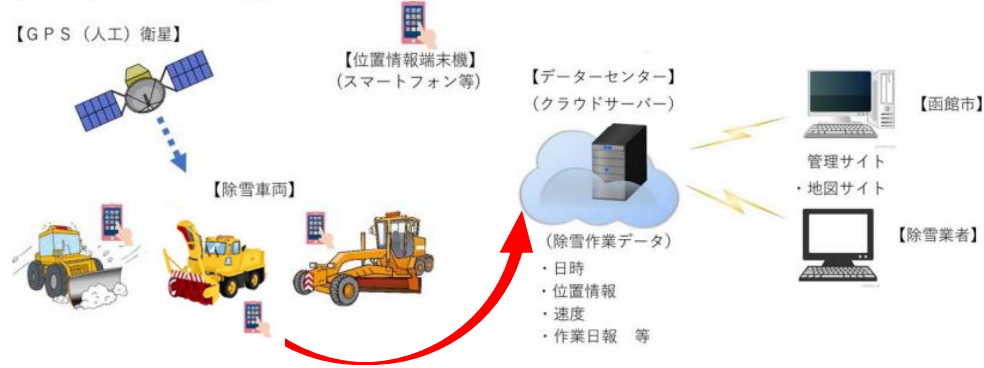 【ＧＰＳ（人工）衛星】
【位置情報端末機】
(スマートフォン等)
【除雪車両】
【データーセンター】
(クラウドサーバー)
(除雪作業データ)
・日時
・位置情報
・速度
・作業日報　等
【函館市】
管理サイト
・地図サイト
【除雪業者】